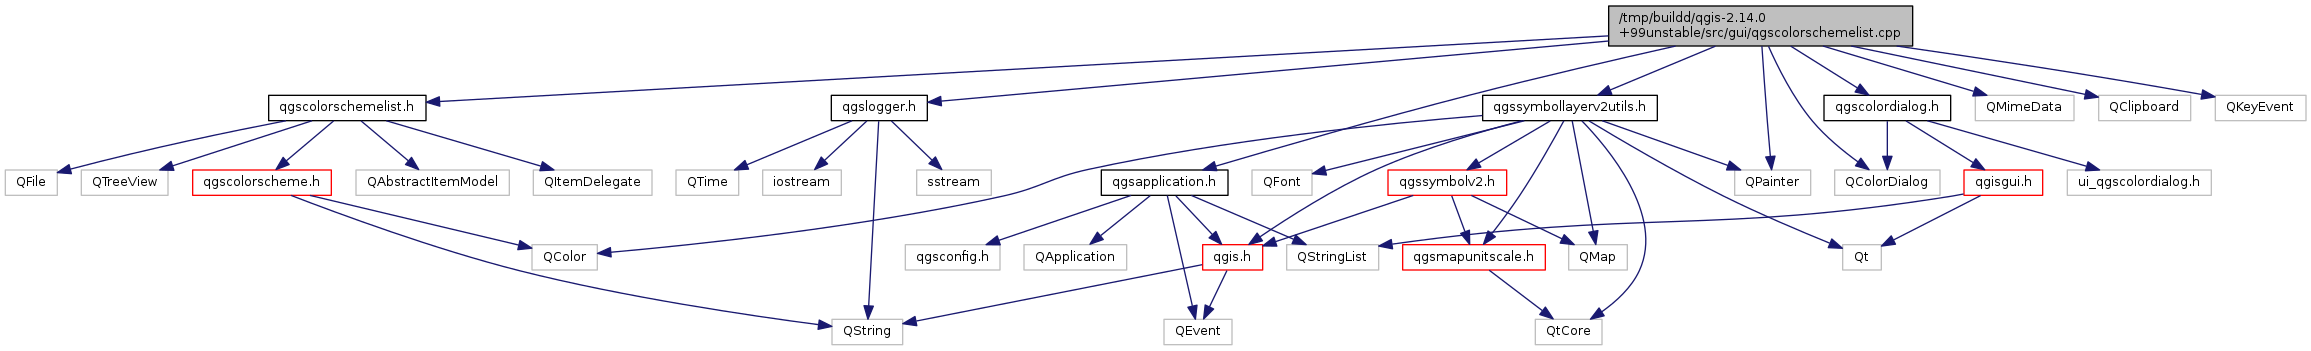 /tmp/buildd/qgis-2.14.0
+99unstable/src/gui/qgscolorschemelist.cpp
qgscolorschemelist.h
qgslogger.h
qgssymbollayerv2utils.h
qgscolordialog.h
QMimeData
QClipboard
QKeyEvent
QFile
QTreeView
qgscolorscheme.h
QAbstractItemModel
QItemDelegate
QTime
iostream
sstream
qgsapplication.h
QFont
qgssymbolv2.h
QPainter
QColorDialog
qgisgui.h
ui_qgscolordialog.h
QColor
qgsconfig.h
QApplication
qgis.h
QStringList
qgsmapunitscale.h
QMap
Qt
QString
QEvent
QtCore